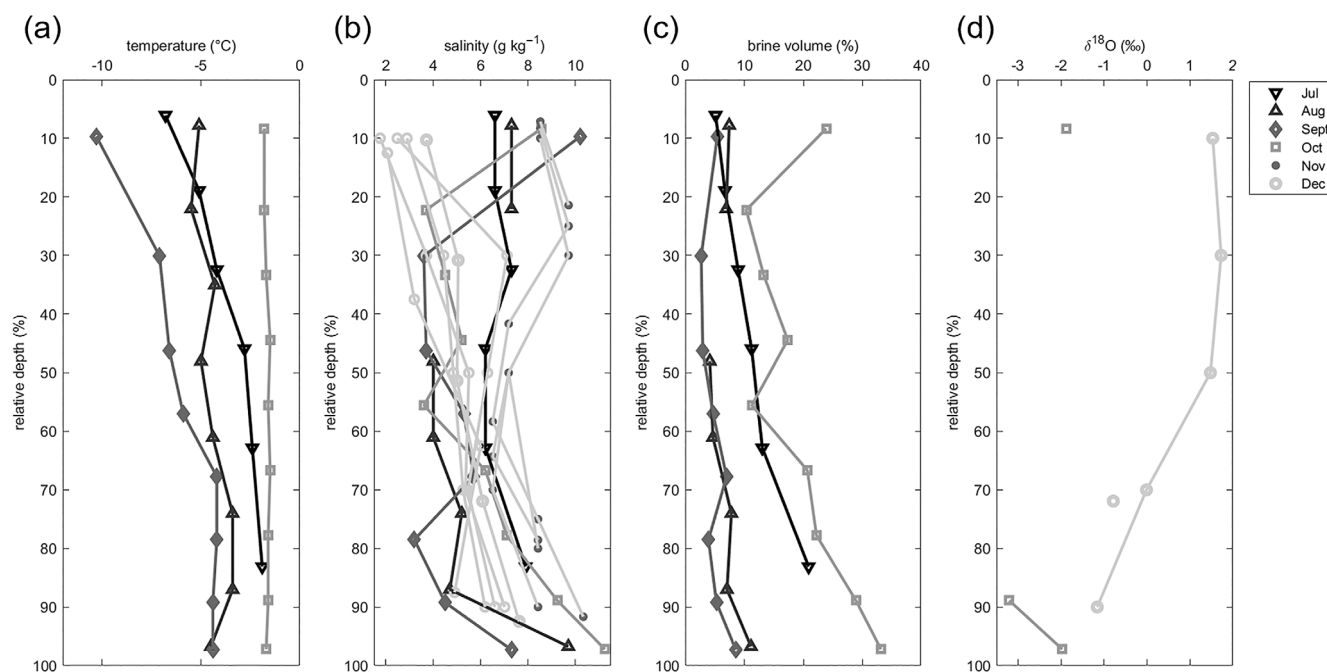 (a) (b) (c) (d)
temperature (°C) salinity (g kg⁻¹) brine volume (%) δ¹⁸O (‰)
-10 -5 0 2 4 6 8 10 0 10 20 30 40 -3 -2 -1 0 1 2
0 0 0 0
Jul
Aug
10 10 10 10 Sept
Oct
Nov
Dec
20 20 20 20
30 30 30 30
40 40 40 40
relative depth (%) relative depth (%) relative depth (%) relative depth (%)
50 50 50 50
60 60 60 60
70 70 70 70
80 80 80 80
90 90 90 90
100 100 100 100